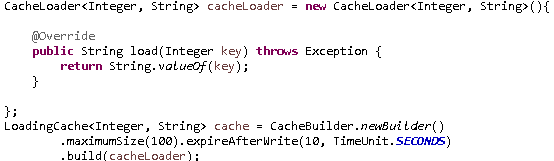 CacheLoader<Integer, String> cacheLoader = new CacheLoader<Integer, String>(){
@Override
public String load(Integer key) throws Exception {
return String.valueOf(key);
}
};
LoadingCache<Integer, String> cache = CacheBuilder.newBuilder()
.maximumSize(100).expireAfterWrite(10, TimeUnit.SECONDS)
.build(cacheLoader);